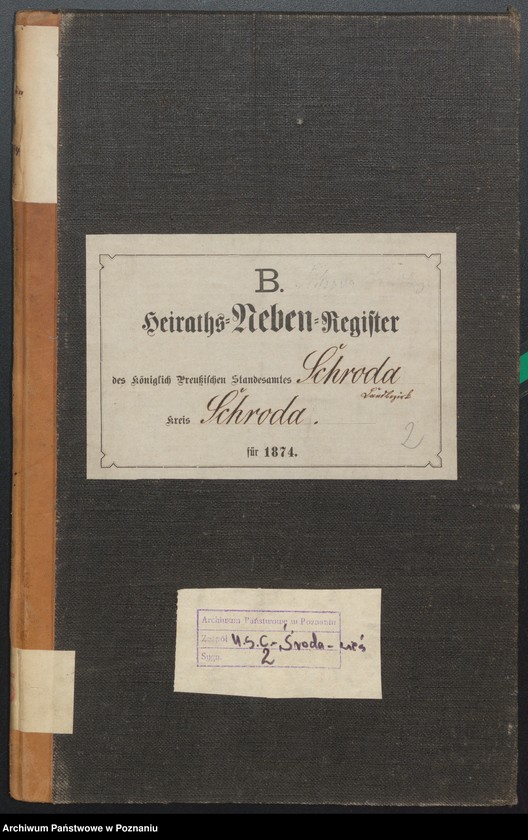 B.
Heiraths-Neben-Register
des Königlich Preußischen Standesamtes Schroda
Landbezirk
Kreis Schroda.
2
für 1874.
Archiwum Państwowe w Poznaniu
Zespół U.S.C. Środa-wieś
Sygn. 2
Archiwum Państwowe w Poznaniu